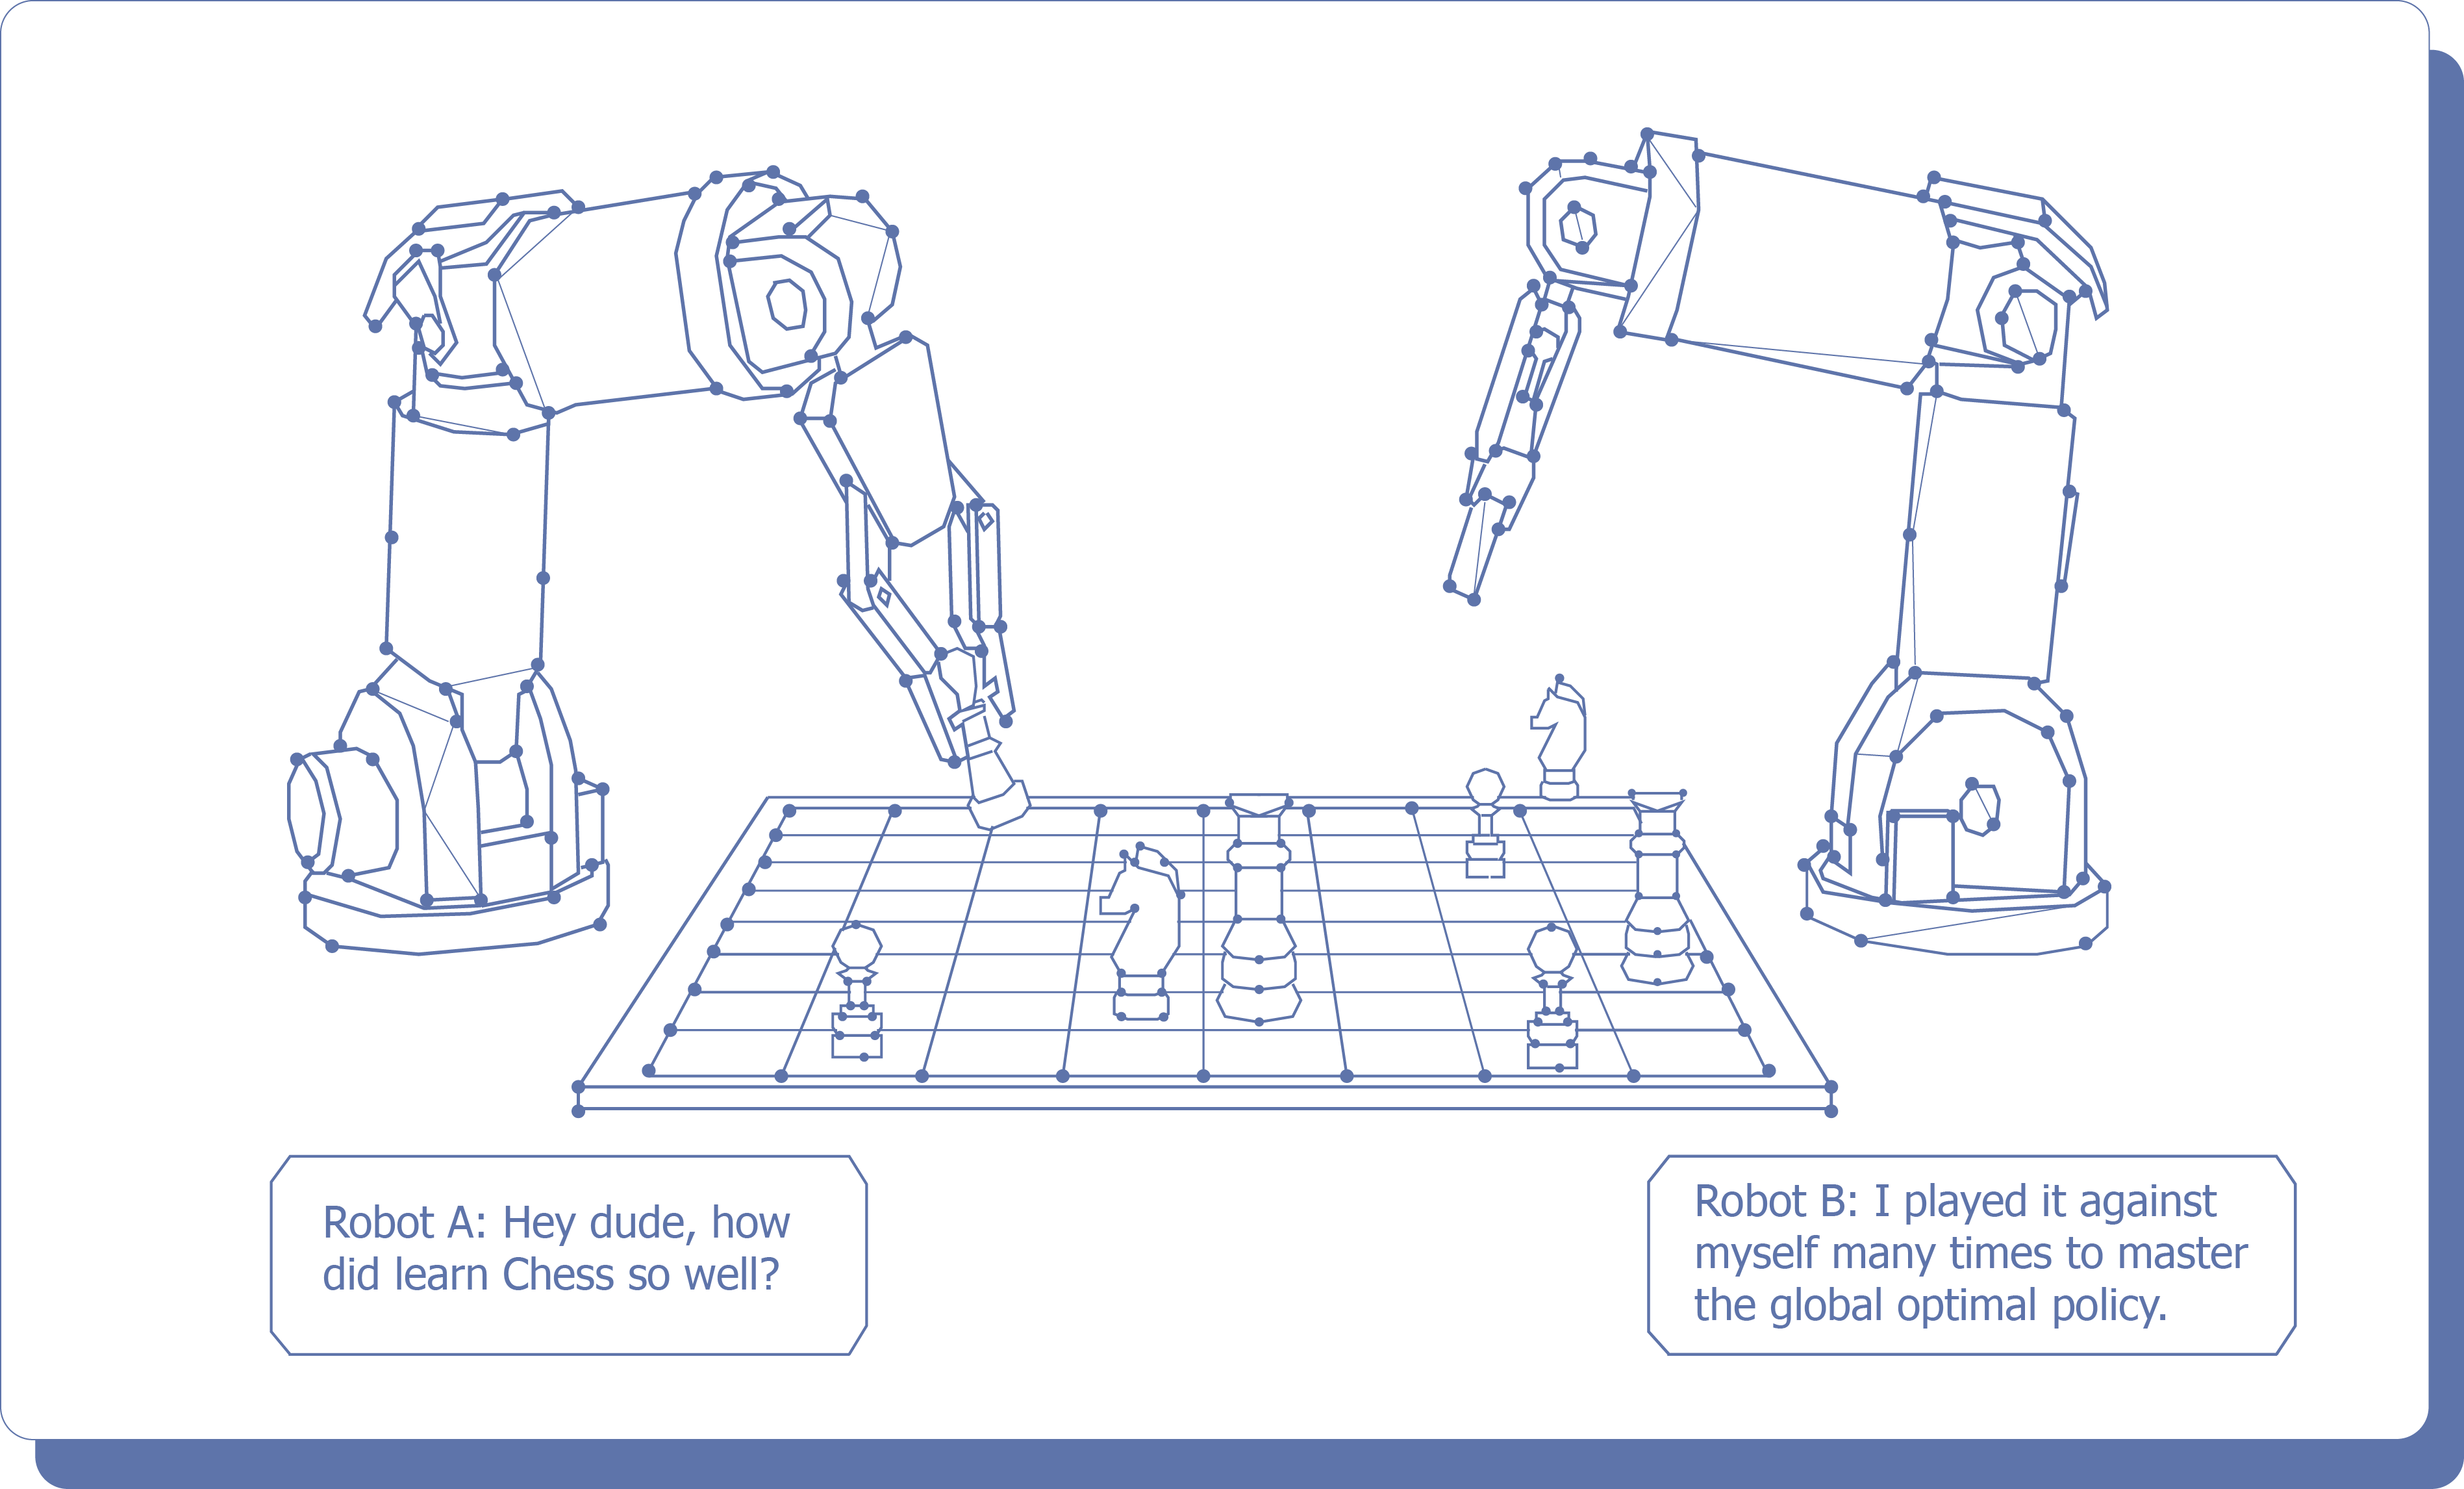 Robot A: Hey dude, how
did learn Chess so well?
Robot B: I played it against
myself many times to master
the global optimal policy.